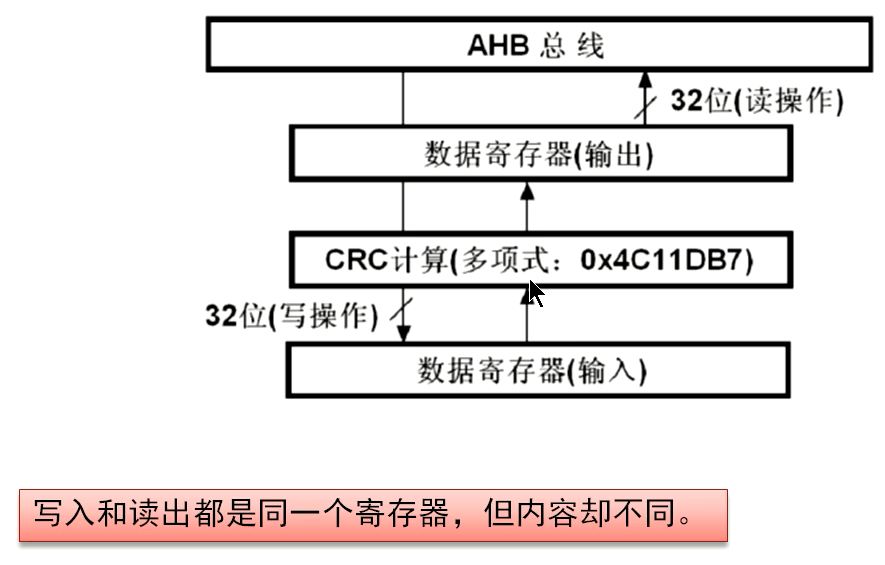 AHB 总 线
32位(读操作)
数据寄存器(输出)
CRC计算(多项式：0x4C11DB7)
32位(写操作)
数据寄存器(输入)
写入和读出都是同一个寄存器，但内容却不同。